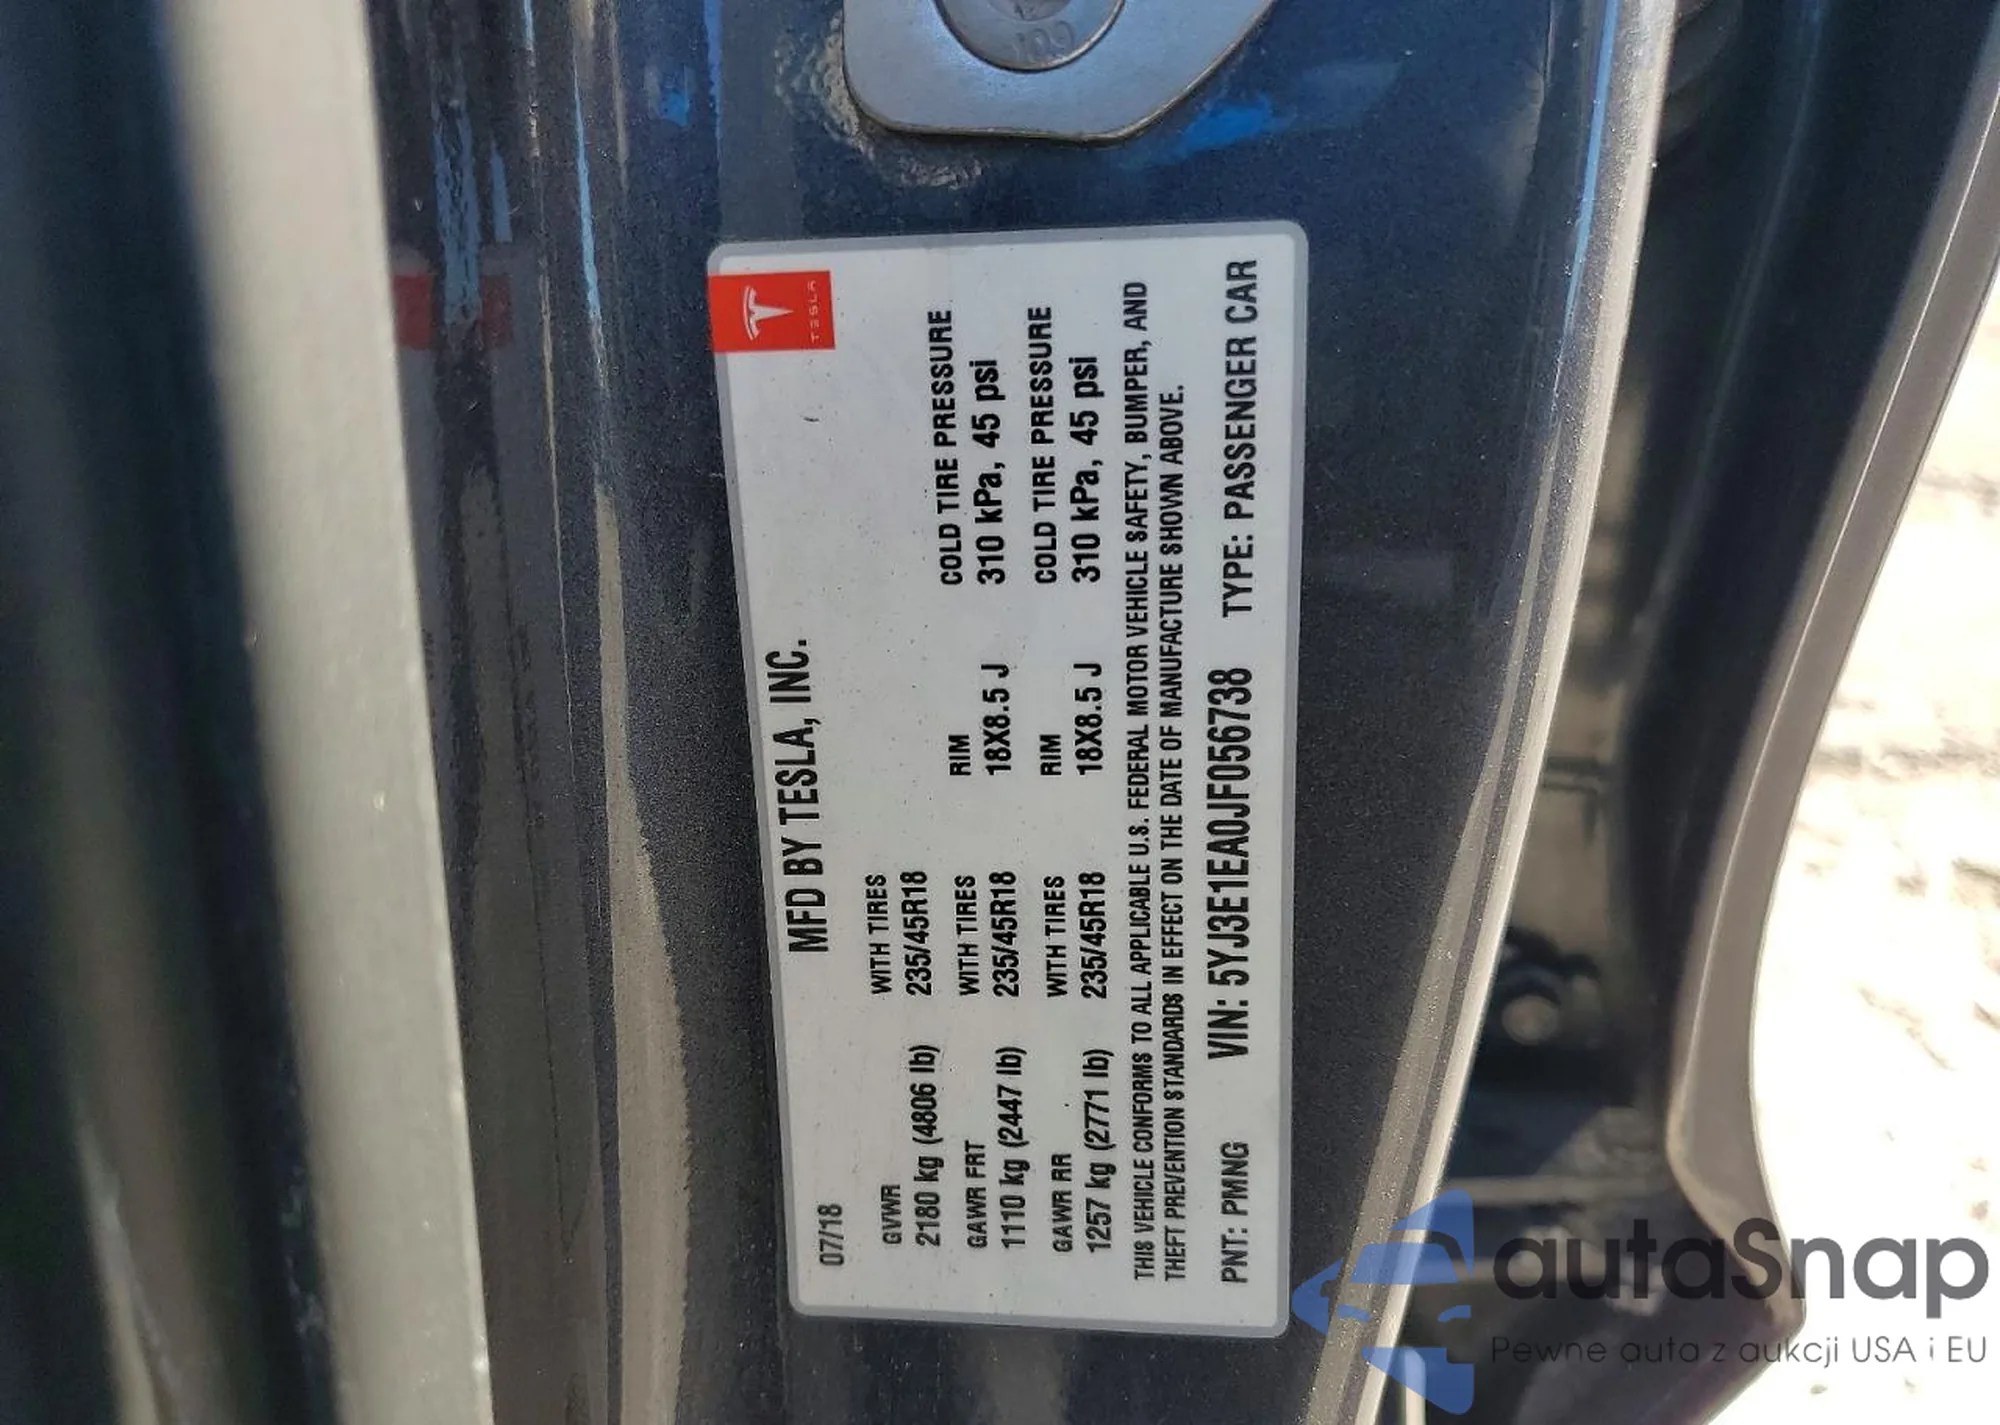 TESLA
MFD BY TESLA, INC.
07/18
GVWR WITH TIRES
2180 kg (4806 lb) 235/45R18
GAWR FRT WITH TIRES RIM COLD TIRE PRESSURE
1110 kg (2447 lb) 235/45R18 18X8.5 J 310 kPa, 45 psi
GAWR RR WITH TIRES RIM COLD TIRE PRESSURE
1257 kg (2771 lb) 235/45R18 18X8.5 J 310 kPa, 45 psi
THIS VEHICLE CONFORMS TO ALL APPLICABLE U.S. FEDERAL MOTOR VEHICLE SAFETY, BUMPER, AND
THEFT PREVENTION STANDARDS IN EFFECT ON THE DATE OF MANUFACTURE SHOWN ABOVE.
PNT: PMNG VIN: 5YJ3E1EA0JF056738 TYPE: PASSENGER CAR
autaSnap
Pewne auta z aukcji USA i EU